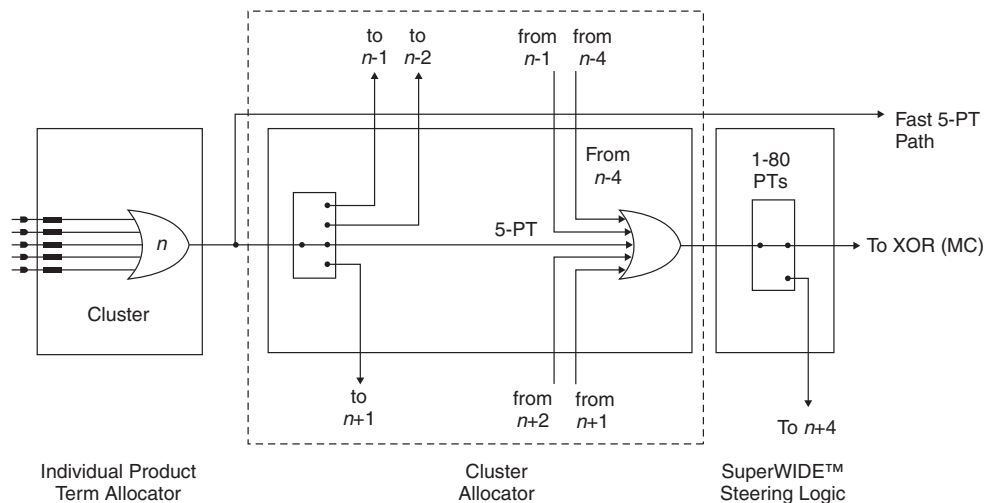 to
n-1
to
n-2
from
n-1
from
n-4
Fast 5-PT
Path
From
n-4
1-80
PTs
n
5-PT
To XOR (MC)
Cluster
to
n+1
from
n+2
from
n+1
To n+4
Individual Product
Term Allocator
Cluster
Allocator
SuperWIDE™
Steering Logic